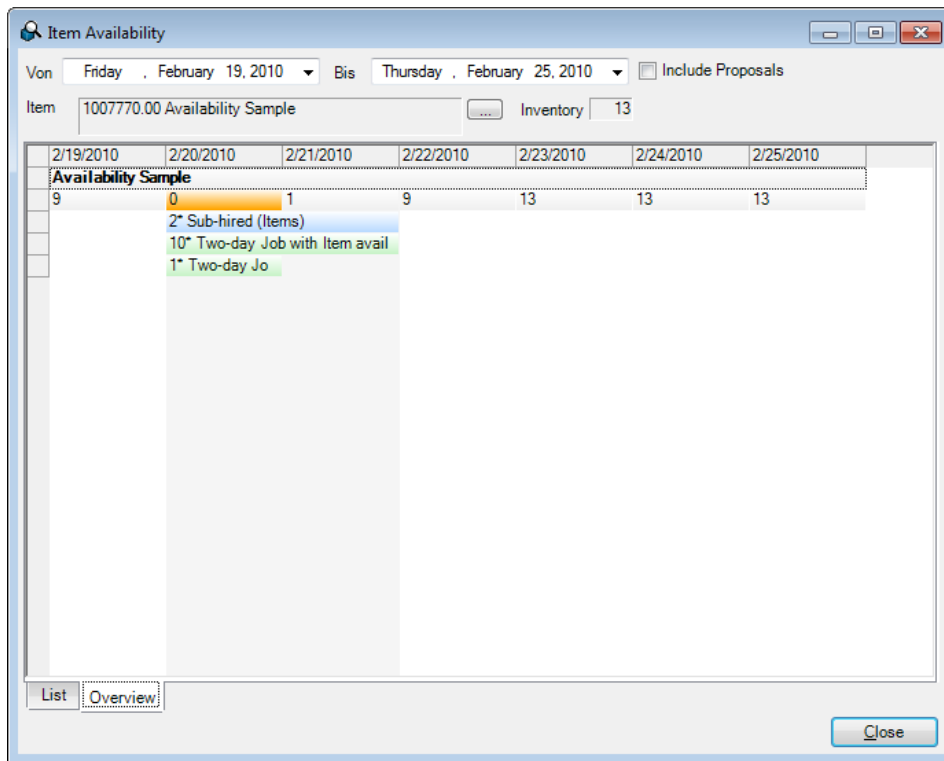 Item Availability
Von Friday , February 19, 2010 Bis Thursday , February 25, 2010 Include Proposals
Item 1007770.00 Availability Sample ... Inventory 13
2/19/2010 2/20/2010 2/21/2010 2/22/2010 2/23/2010 2/24/2010 2/25/2010
Availability Sample
9 0 1 9 13 13 13
2* Sub-hired (Items)
10* Two-day Job with Item avail
1* Two-day Jo
List Overview
Close